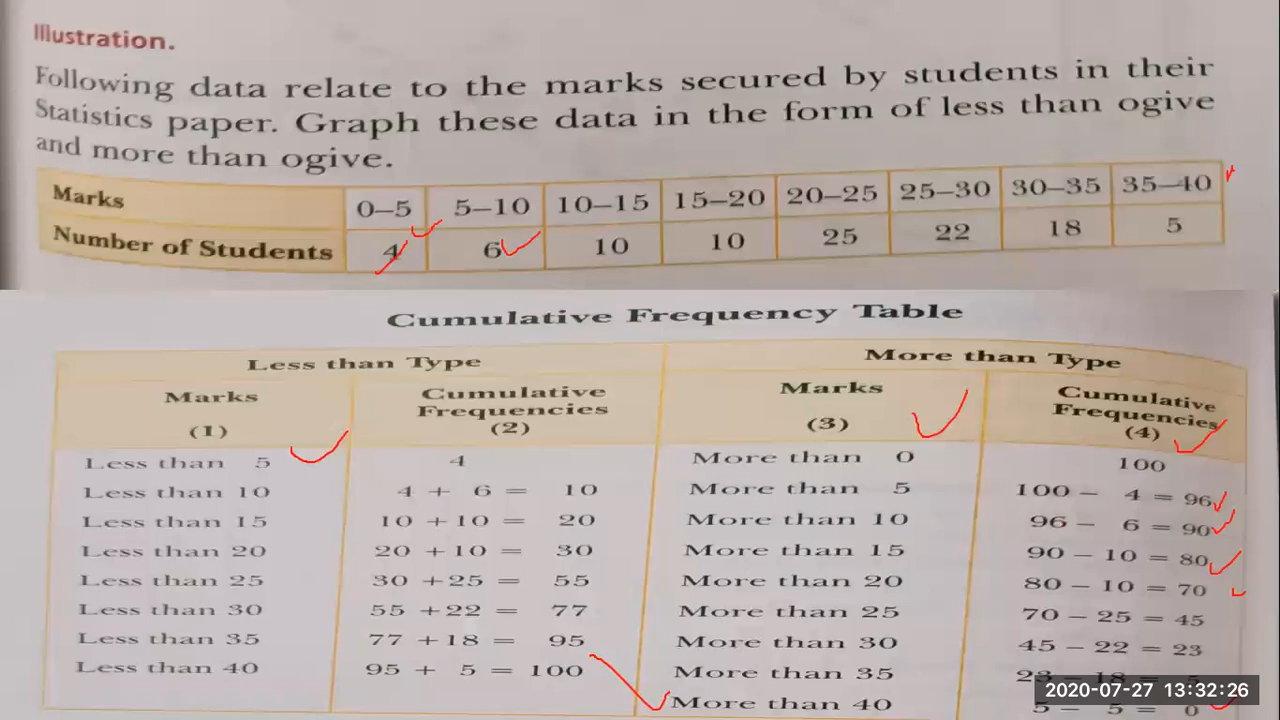 Illustration.
Following data relate to the marks secured by students in their
Statistics paper. Graph these data in the form of less than ogive
and more than ogive.
Marks 0–5 5–10 10–15 15–20 20–25 25–30 30–35 35–40
Number of Students 4 6 10 10 25 22 18 5
Cumulative Frequency Table
Less than Type More than Type
Marks Cumulative Frequencies Marks Cumulative Frequencies
(1) (2) (3) (4)
Less than 5 4 More than 0 100
Less than 10 4 + 6 = 10 More than 5 100 – 4 = 96
Less than 15 10 + 10 = 20 More than 10 96 – 6 = 90
Less than 20 20 + 10 = 30 More than 15 90 – 10 = 80
Less than 25 30 + 25 = 55 More than 20 80 – 10 = 70
Less than 30 55 + 22 = 77 More than 25 70 – 25 = 45
Less than 35 77 + 18 = 95 More than 30 45 – 22 = 23
Less than 40 95 + 5 = 100 More than 35
More than 40 5 – 5 = 0
2020-07-27 13:32:26